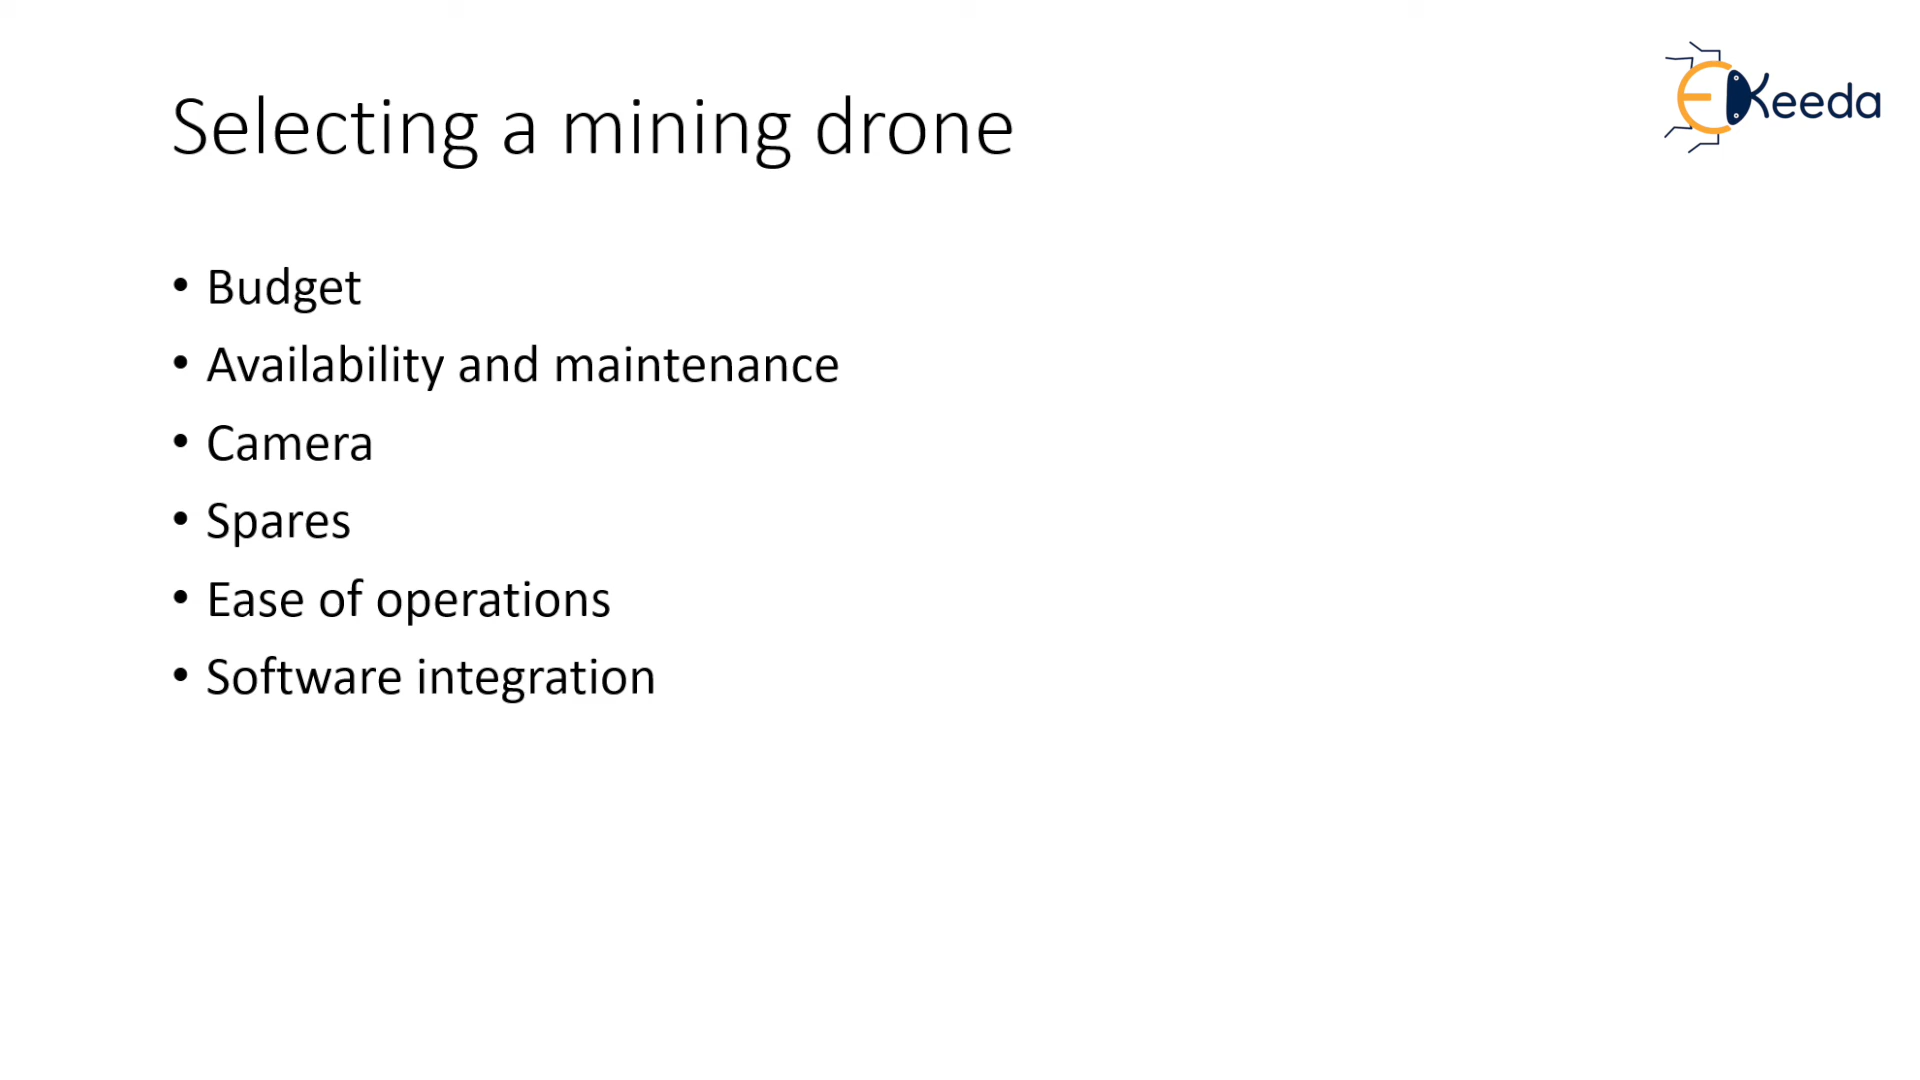 Selecting a mining drone
EKeeda
• Budget
• Availability and maintenance
• Camera
• Spares
• Ease of operations
• Software integration